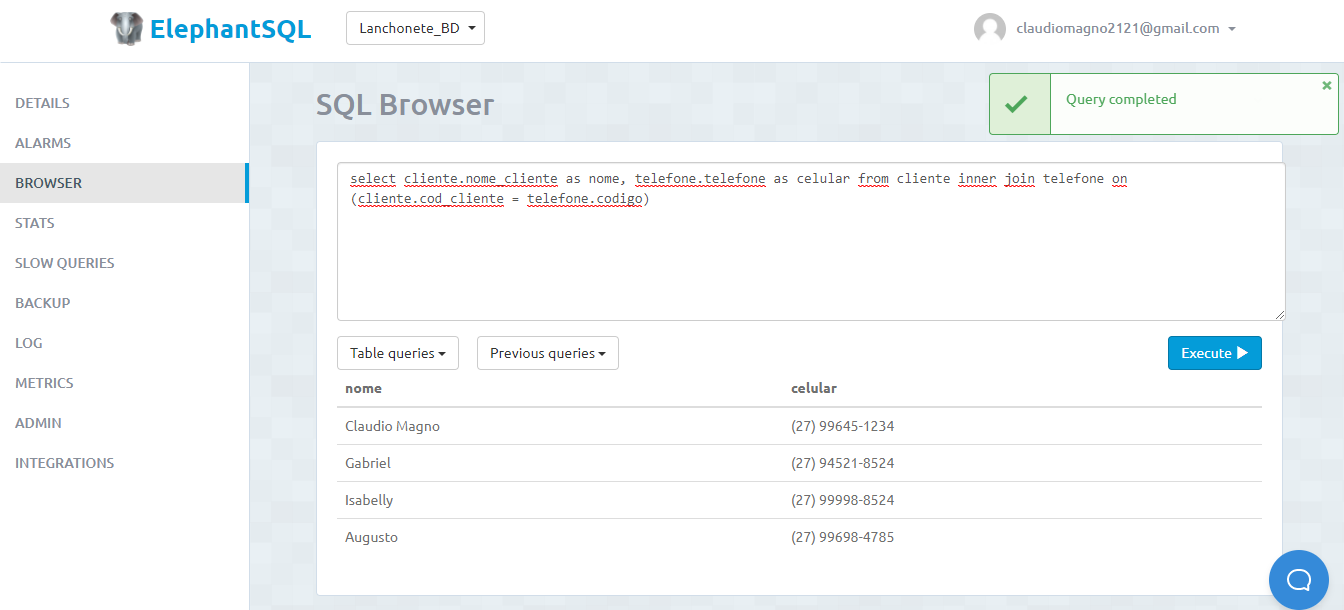 ElephantSQL
Lanchonete_BD
claudiomagno2121@gmail.com
DETAILS
ALARMS
BROWSER
STATS
SLOW QUERIES
BACKUP
LOG
METRICS
ADMIN
INTEGRATIONS
SQL Browser
Query completed
select cliente.nome_cliente as nome, telefone.telefone as celular from cliente inner join telefone on
(cliente.cod_cliente = telefone.codigo)
Table queries
Previous queries
Execute
nome celular
Claudio Magno (27) 99645-1234
Gabriel (27) 94521-8524
Isabelly (27) 99998-8524
Augusto (27) 99698-4785